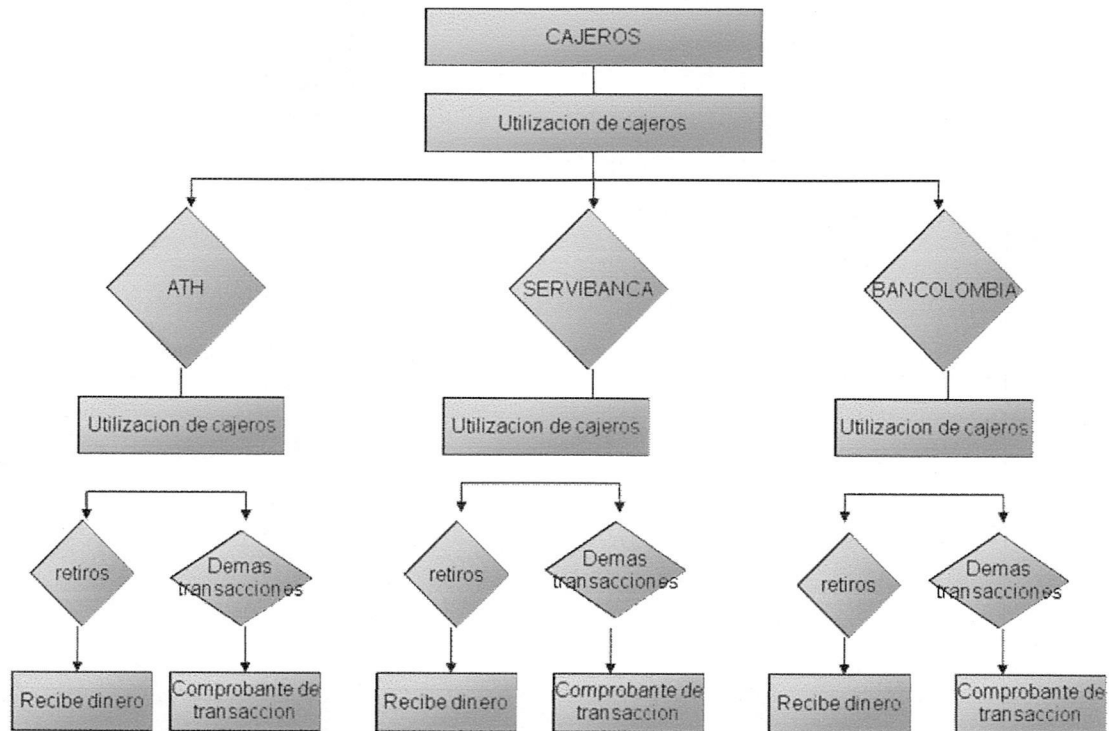 CAJEROS
Utilizacion de cajeros
ATH
SERVIBANCA
BANCOLOMBIA
Utilizacion de cajeros
Utilizacion de cajeros
Utilizacion de cajeros
retiros
Demas
transacciones
retiros
Demas
transacciones
retiros
Demas
transacciones
Recibe dinero
Comprobante de
transaccion
Recibe dinero
Comprobante de
transaccion
Recibe dinero
Comprobante de
transaccion